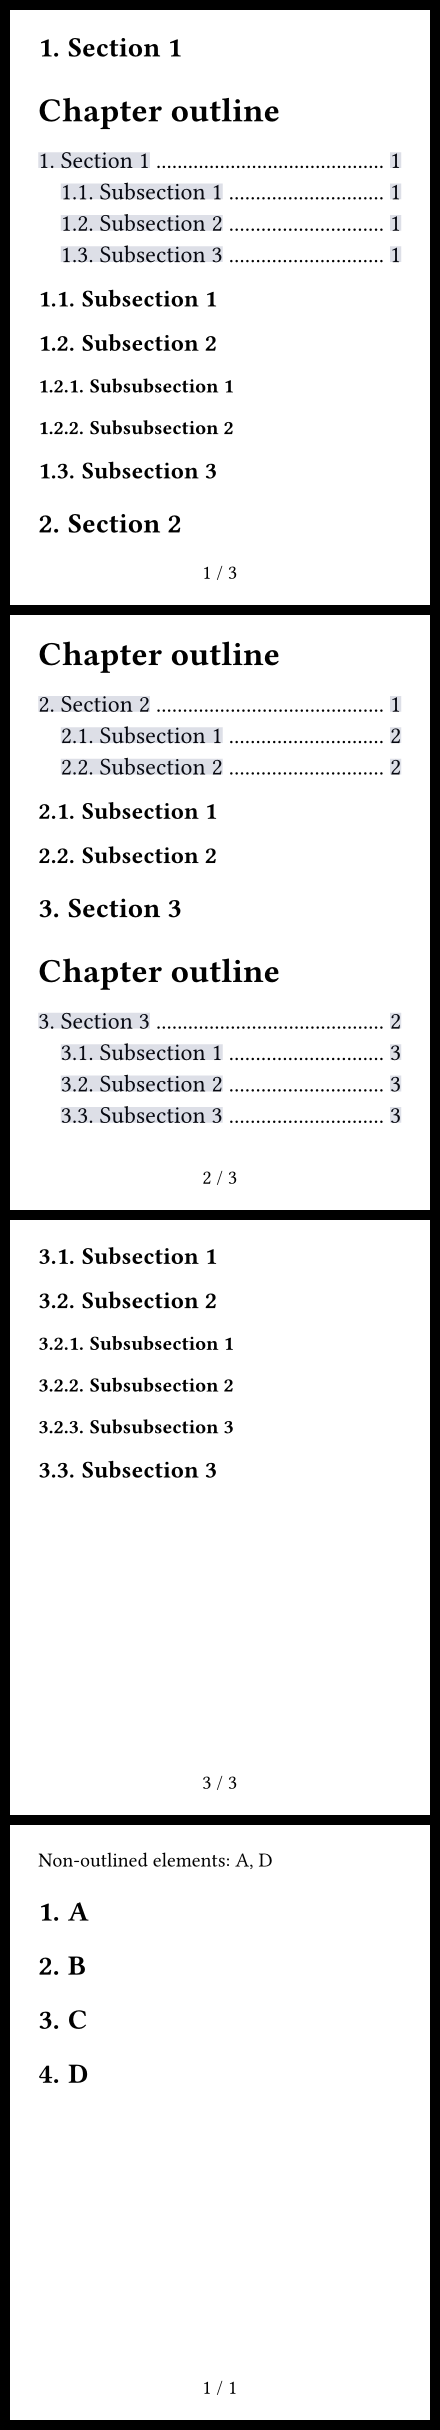 1. Section 1
Chapter outline
1. Section 1 ........................................ 1
1.1. Subsection 1 ........................... 1
1.2. Subsection 2 ........................... 1
1.3. Subsection 3 ........................... 1
1.1. Subsection 1
1.2. Subsection 2
1.2.1. Subsubsection 1
1.2.2. Subsubsection 2
1.3. Subsection 3
2. Section 2
1 / 3
Chapter outline
2. Section 2 ........................................ 1
2.1. Subsection 1 ........................... 2
2.2. Subsection 2 ........................... 2
2.1. Subsection 1
2.2. Subsection 2
3. Section 3
Chapter outline
3. Section 3 ........................................ 2
3.1. Subsection 1 ........................... 3
3.2. Subsection 2 ........................... 3
3.3. Subsection 3 ........................... 3
2 / 3
3.1. Subsection 1
3.2. Subsection 2
3.2.1. Subsubsection 1
3.2.2. Subsubsection 2
3.2.3. Subsubsection 3
3.3. Subsection 3
3 / 3
Non-outlined elements: A, D
1. A
2. B
3. C
4. D
1 / 1